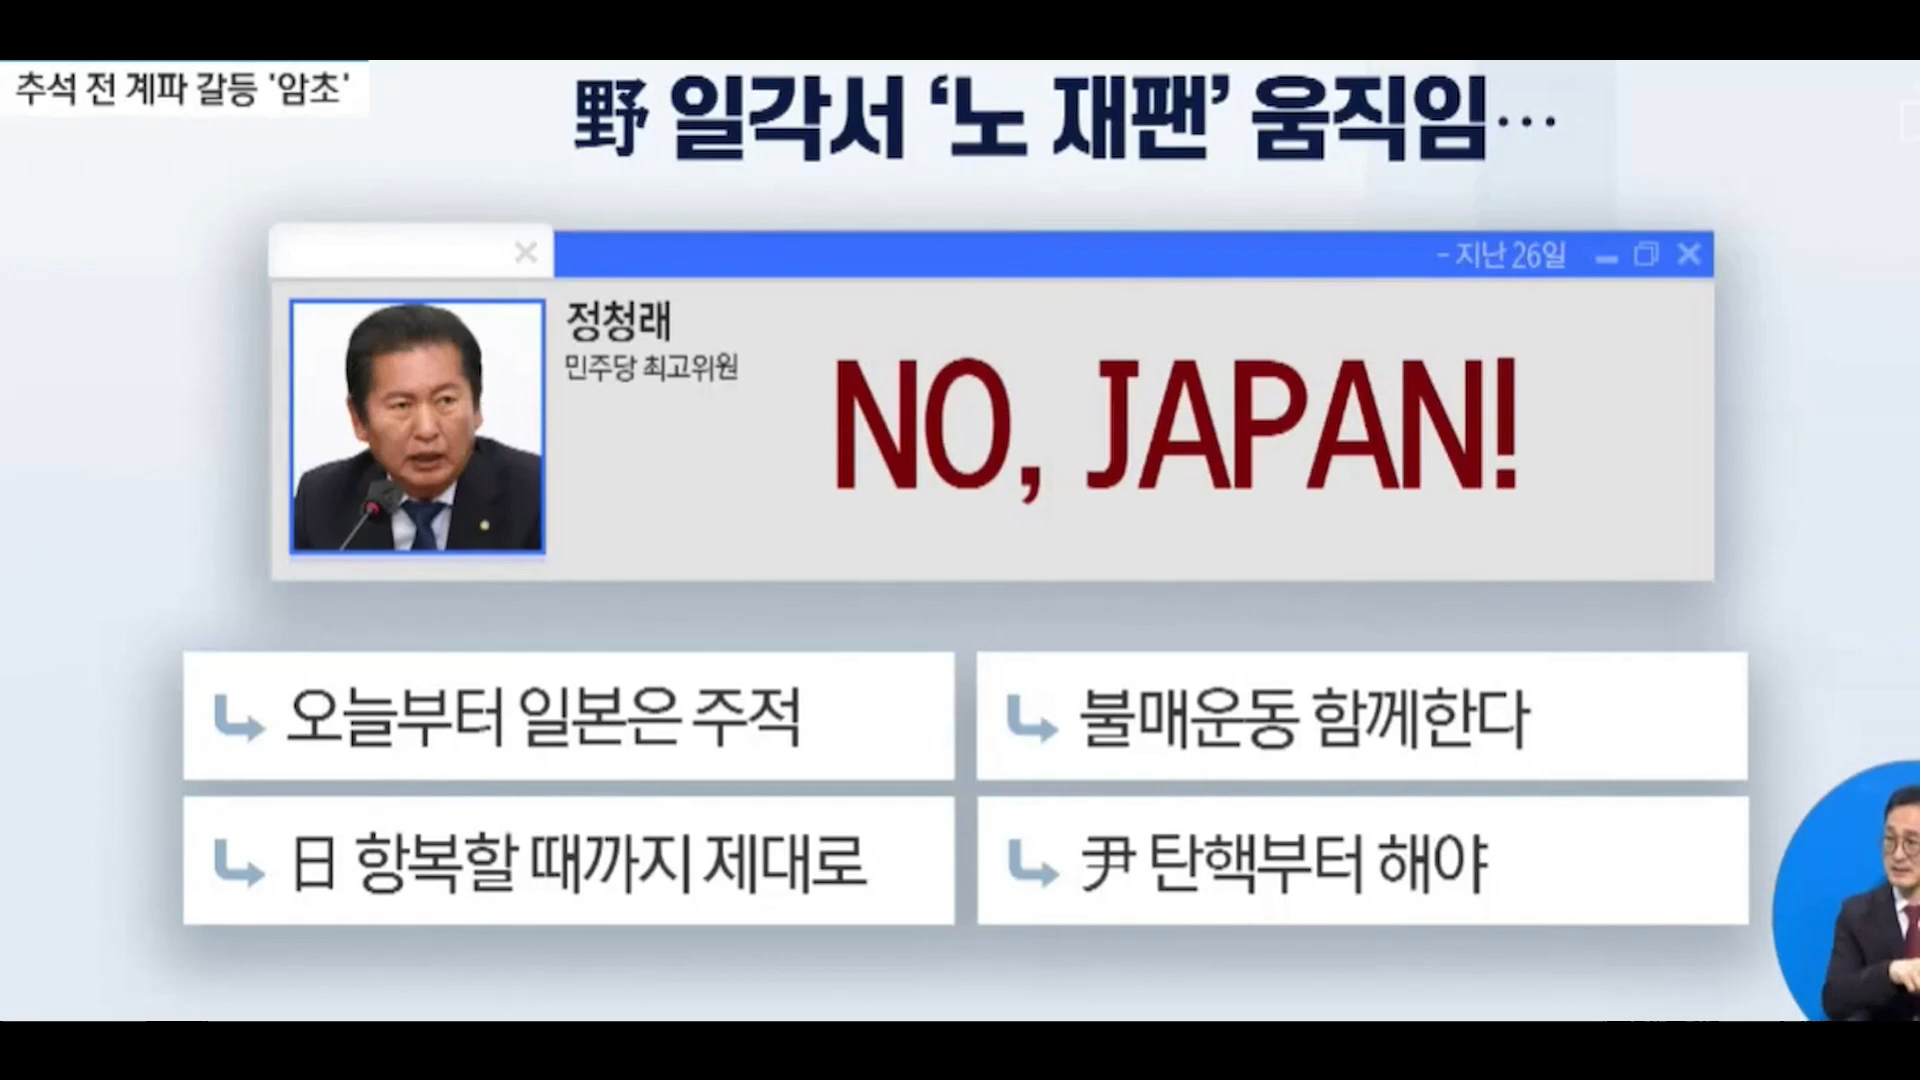 추석 전 계파 갈등 '암초'
野 일각서 ‘노 재팬’ 움직임…
- 지난 26일
정청래
민주당 최고위원
NO, JAPAN!
오늘부터 일본은 주적
불매운동 함께한다
日 항복할 때까지 제대로
尹 탄핵부터 해야